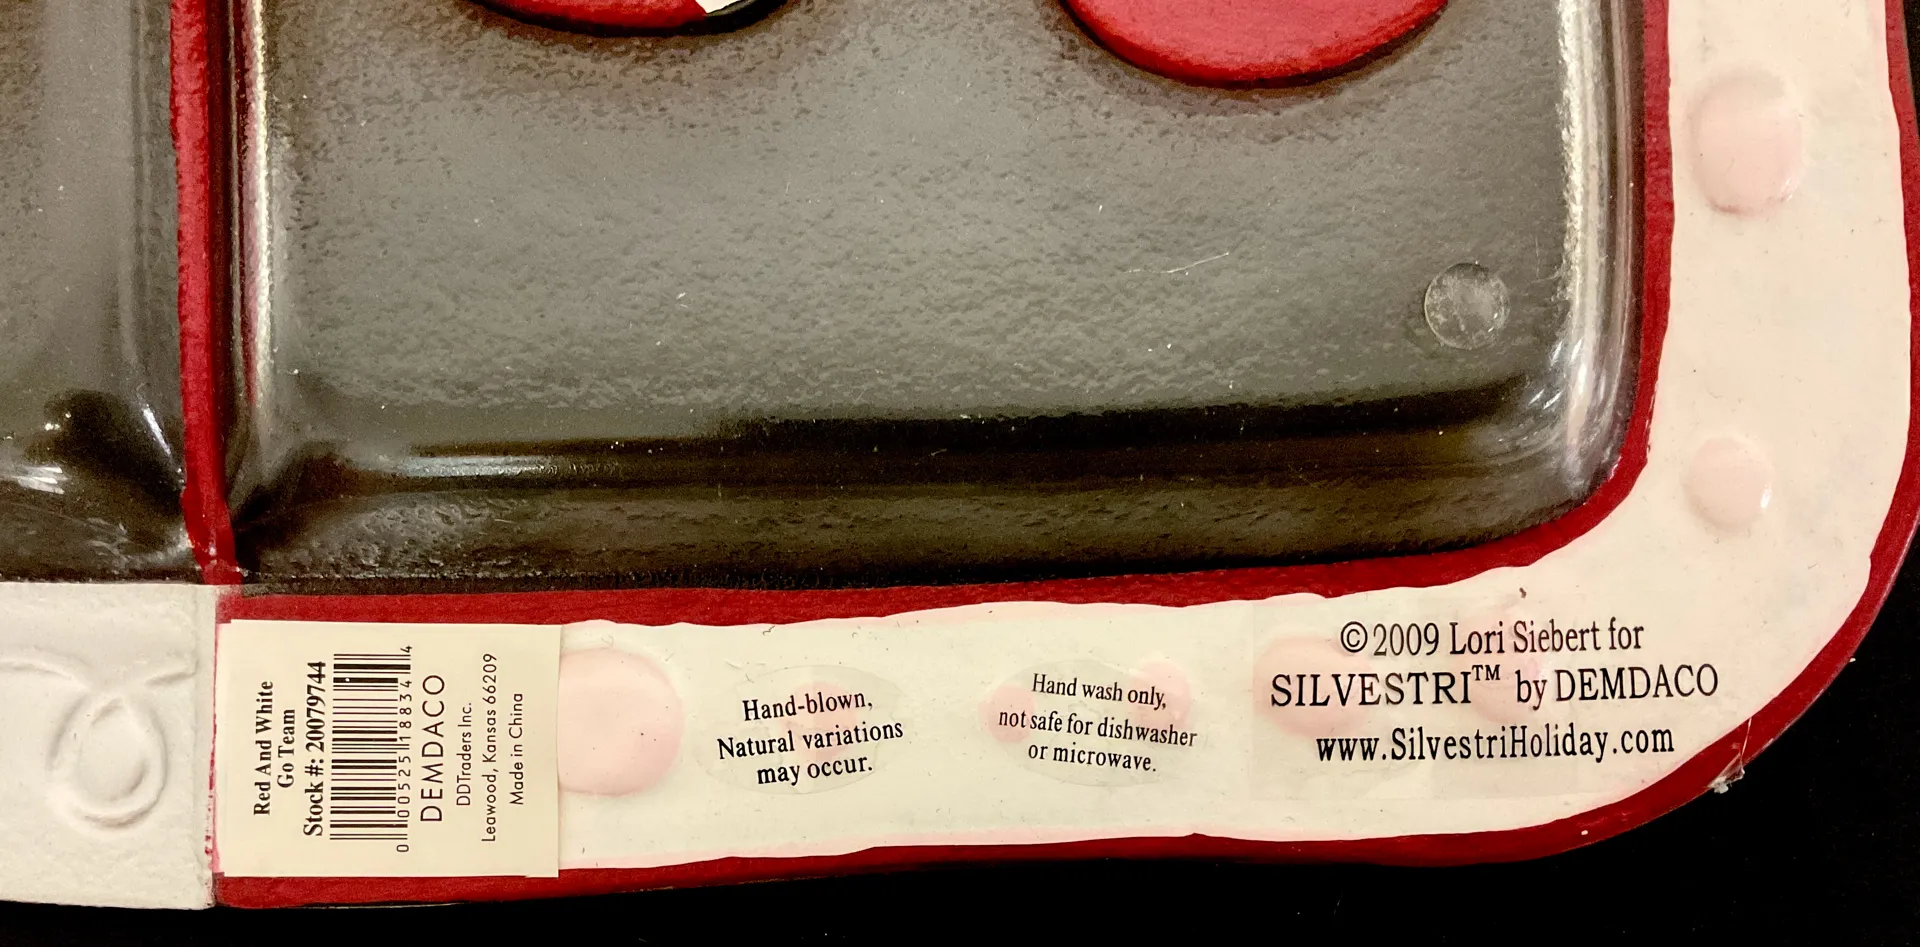 Red And White
Go Team
Stock #: 20079744
0 00525 18834 4
DEMDACO
DDTraders Inc.
Leawood, Kansas 66209
Made in China
Hand-blown,
Natural variations
may occur.
Hand wash only,
not safe for dishwasher
or microwave.
©2009 Lori Siebert for
SILVESTRI™ by DEMDACO
www.SilvestriHoliday.com